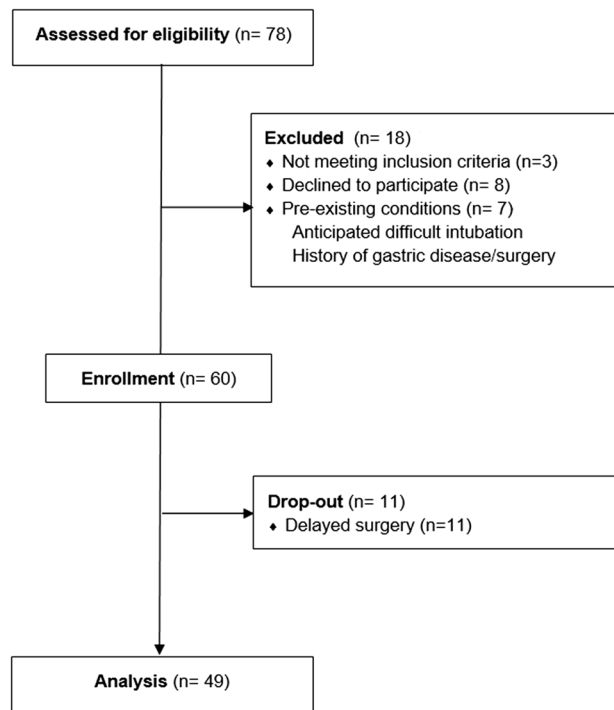 Assessed for eligibility (n= 78)
Excluded (n= 18)
♦ Not meeting inclusion criteria (n=3)
♦ Declined to participate (n= 8)
♦ Pre-existing conditions (n= 7)
Anticipated difficult intubation
History of gastric disease/surgery
Enrollment (n= 60)
Drop-out (n= 11)
♦ Delayed surgery (n=11)
Analysis (n= 49)